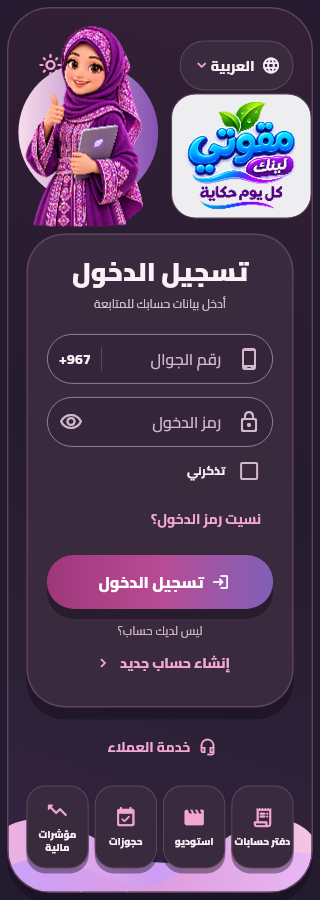 العربية
مقوتي
لينك
كل يوم حكاية
تسجيل الدخول
أدخل بيانات حسابك للمتابعة
رقم الجوال
+967
رمز الدخول
تذكرني
نسيت رمز الدخول؟
تسجيل الدخول
ليس لديك حساب؟
إنشاء حساب جديد
خدمة العملاء
دفتر حسابات
استوديو
حجوزات
مؤشرات
مالية